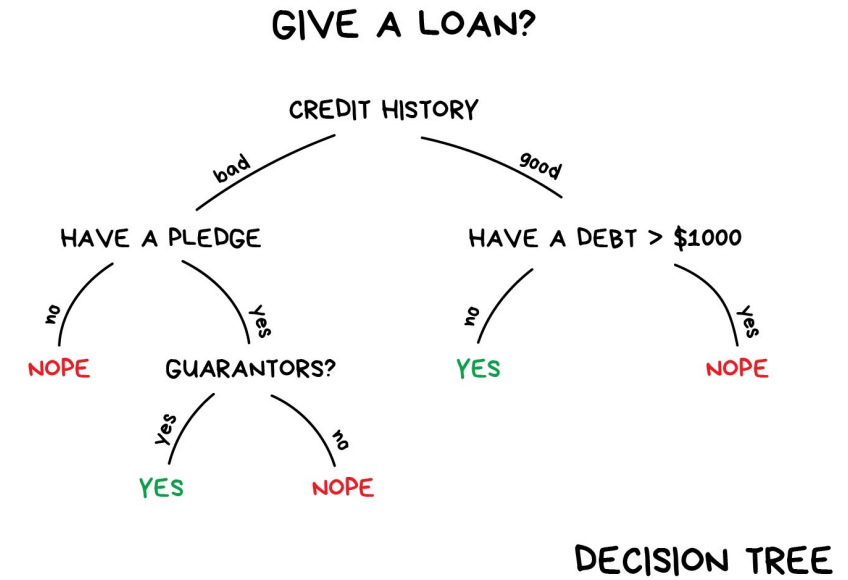 GIVE A LOAN?
CREDIT HISTORY
bad
good
HAVE A PLEDGE
HAVE A DEBT > $1000
no
yes
no
yes
NOPE
GUARANTORS?
YES
NOPE
yes
no
YES
NOPE
DECISION TREE